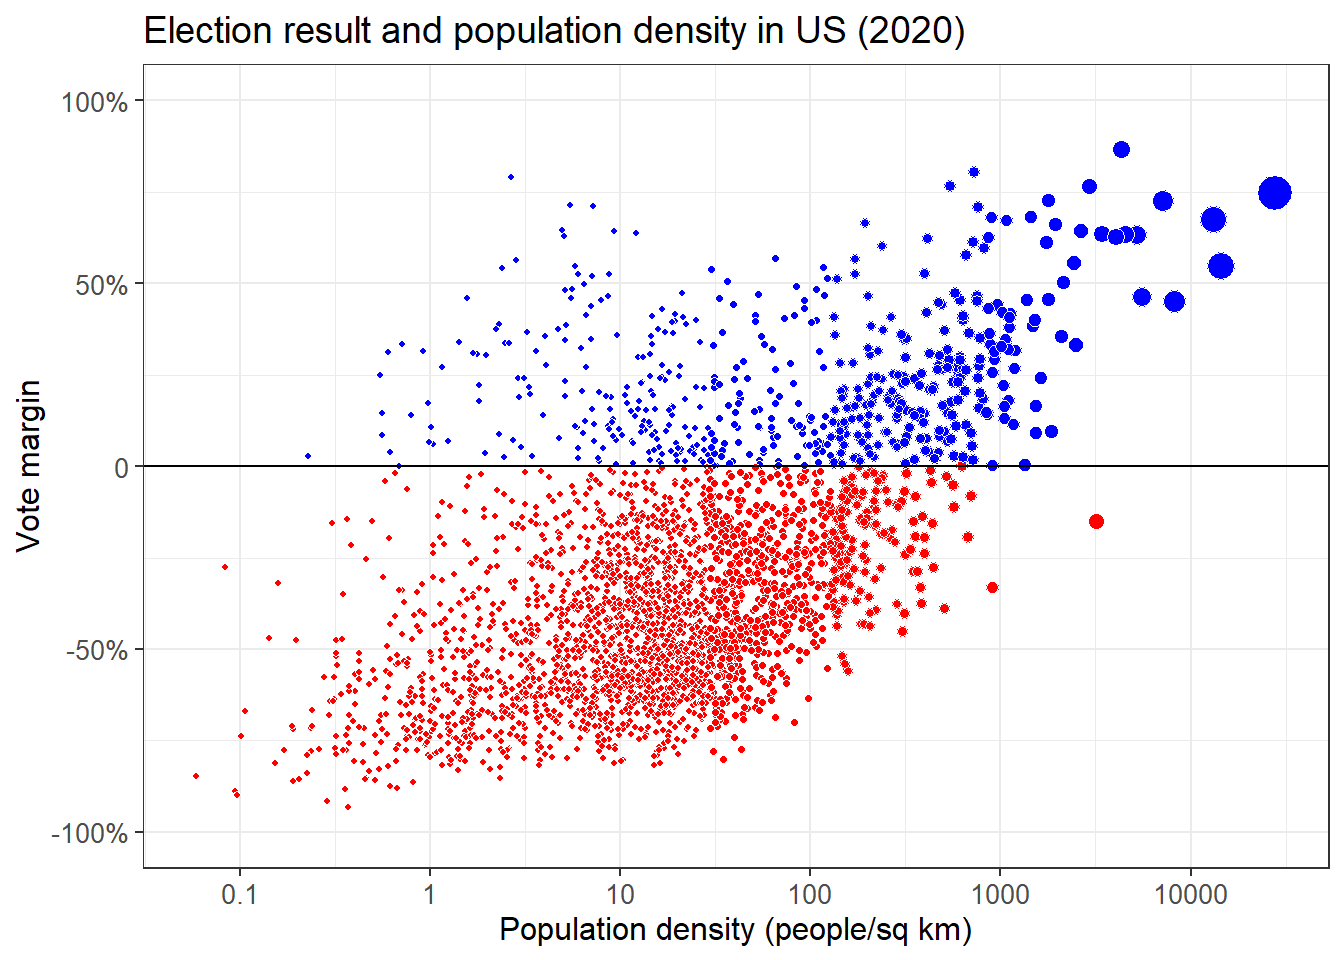 Election result and population density in US (2020)
100%
50%
0
-50%
-100%
Vote margin
0.1 1 10 100 1000 10000
Population density (people/sq km)